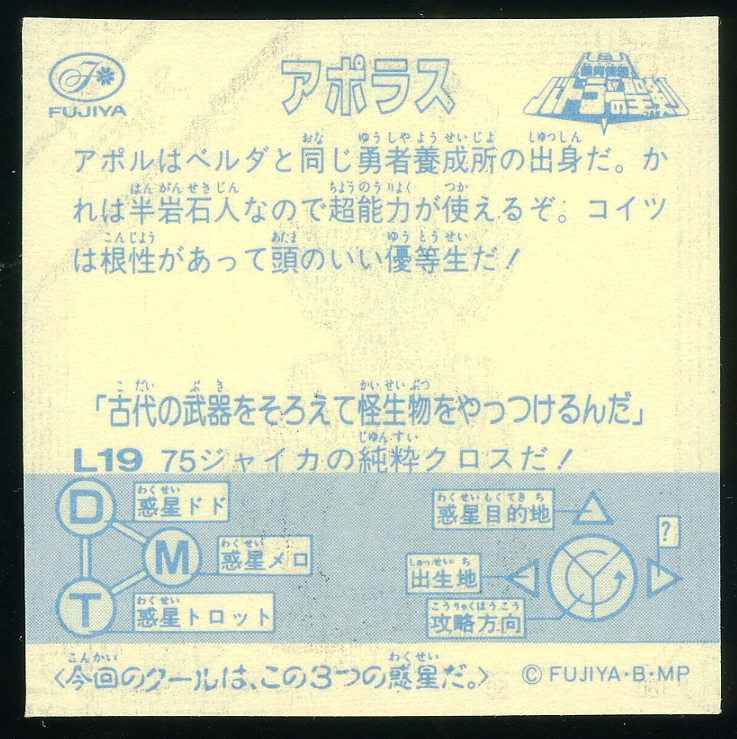 FUJIYA
アポラス
バトラーの聖剣
アポルはベルダと同じ勇者養成所の出身だ。か
れは半岩石人なので超能力が使えるぞ。コイツ
は根性があって頭のいい優等生だ!
「古代の武器をそろえて怪生物をやっつけるんだ」
L19 75ジャイカの純粋クロスだ!
D 惑星ドド
M 惑星メロ
T 惑星トロット
惑星目的地
?
出生地
攻略方向
<今回のクールは、この3つの惑星だ。>
©FUJIYA・B・MP